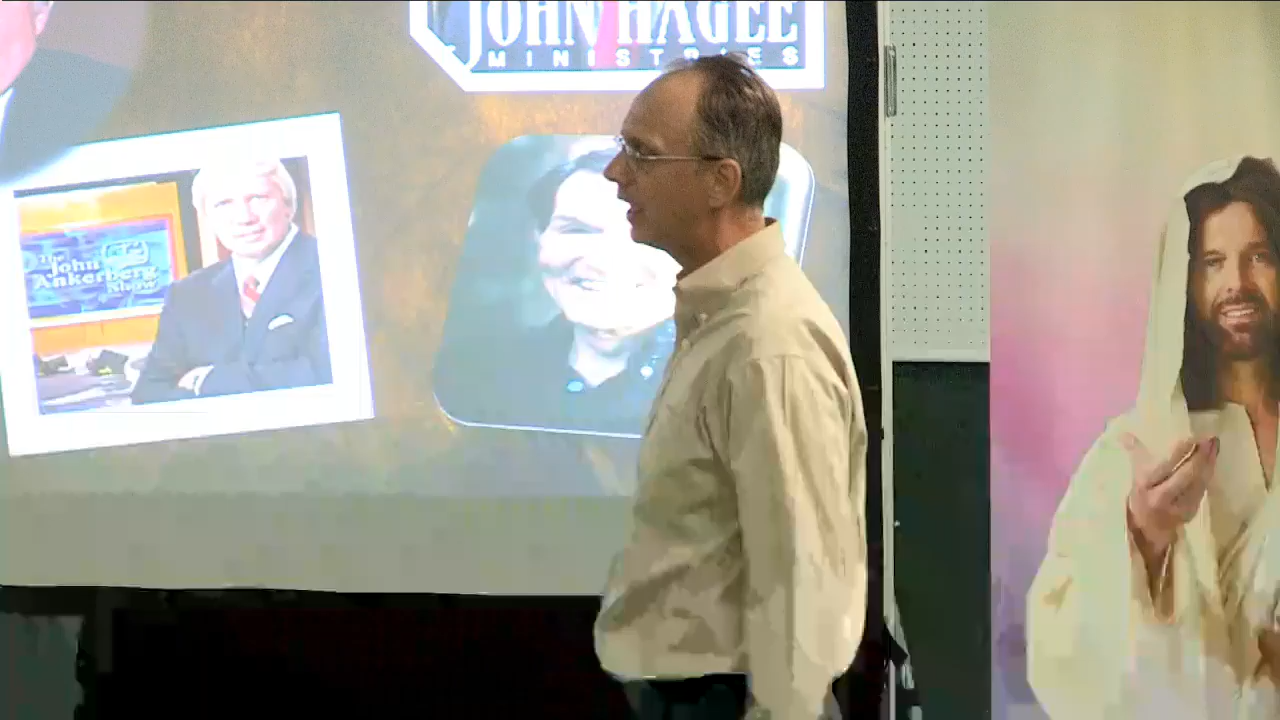 JOHN HAGEE
MINISTRIES
The
John
Ankerberg
Show